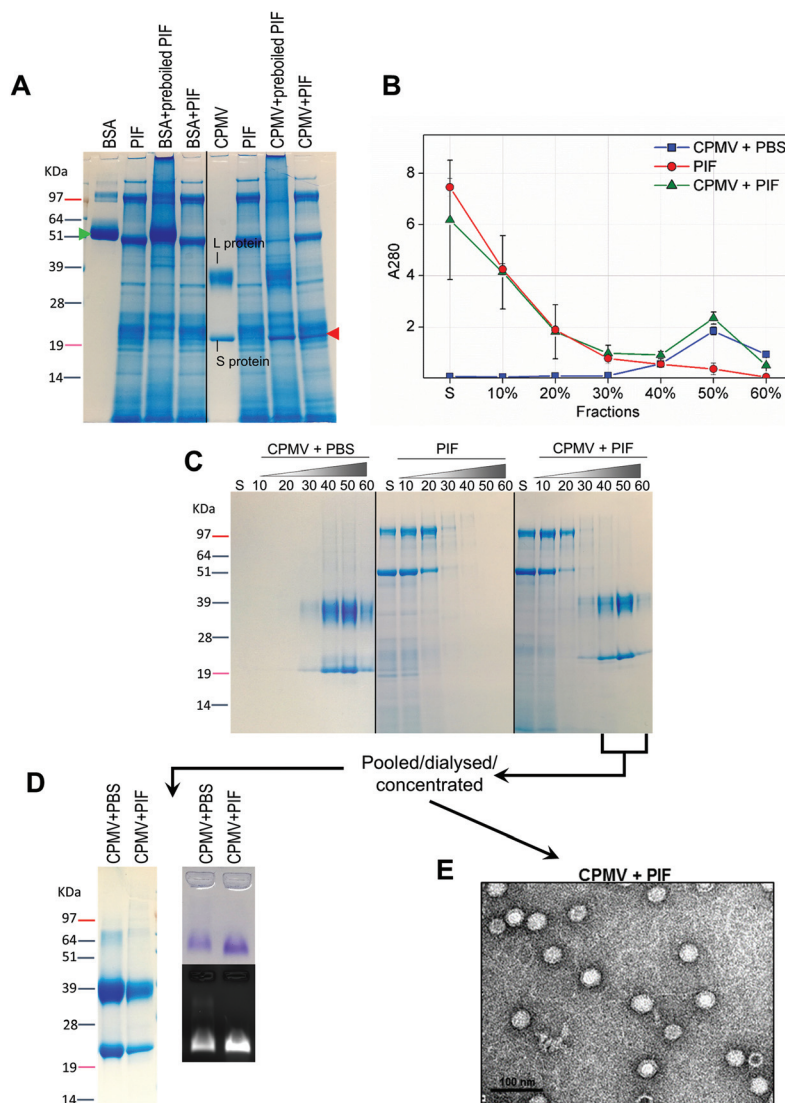 A
BSA
PIF
BSA+preboiled PIF
BSA+PIF
CPMV
PIF
CPMV+preboiled PIF
CPMV+PIF
KDa
97
64
51
39
28
19
14
L protein
S protein
B
CPMV + PBS
PIF
CPMV + PIF
A280
8
6
4
2
S 10% 20% 30% 40% 50% 60%
Fractions
C
CPMV + PBS PIF CPMV + PIF
S 10 20 30 40 50 60 S 10 20 30 40 50 60 S 10 20 30 40 50 60
KDa
97
64
51
39
28
19
14
Pooled/dialysed/
concentrated
D
CPMV+PBS
CPMV+PIF
CPMV+PBS
CPMV+PIF
KDa
97
64
51
39
28
19
14
E
CPMV + PIF
100 nm